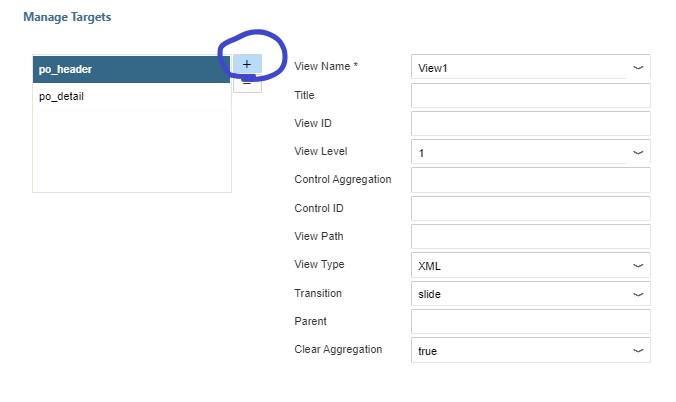 Manage Targets
po_header
+
po_detail
−
View Name * View1
Title
View ID
View Level 1
Control Aggregation
Control ID
View Path
View Type XML
Transition slide
Parent
Clear Aggregation true